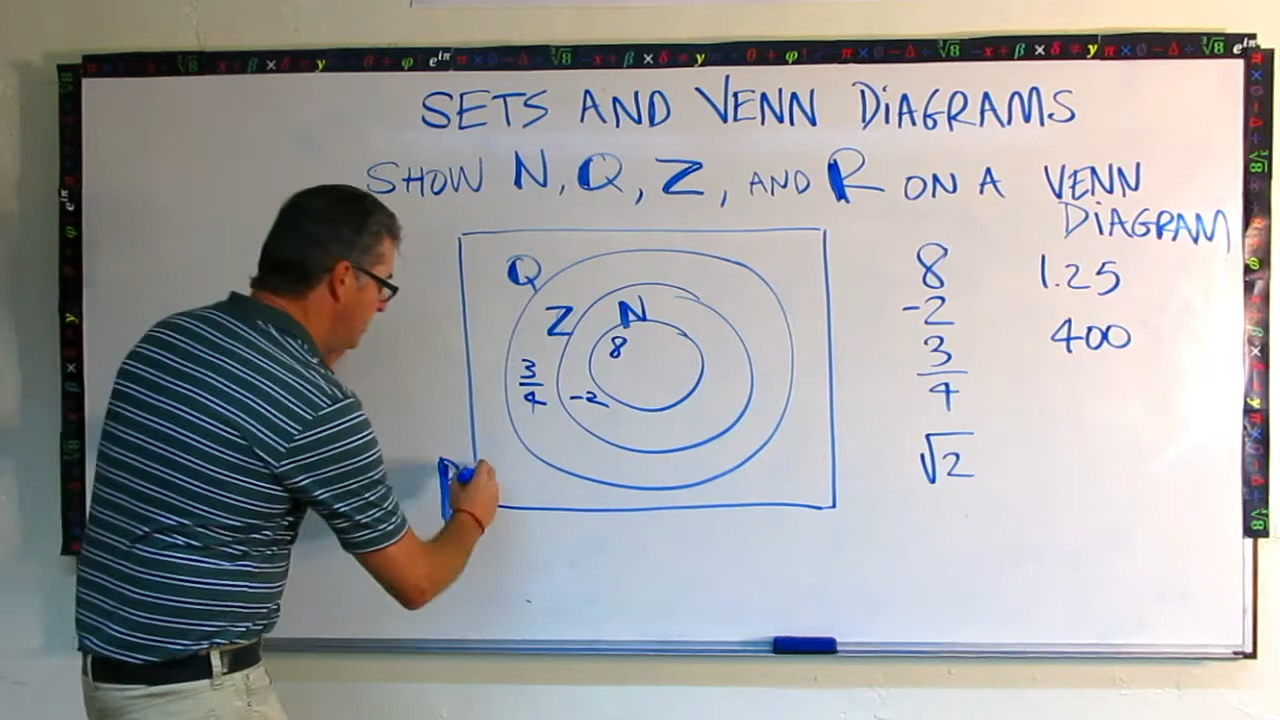 SETS AND VENN DIAGRAMS
SHOW N, Q, Z, AND R ON A VENN
DIAGRAM
Q
Z
N
8
3/4
-2
R
8 1.25
-2 400
3/4
√2